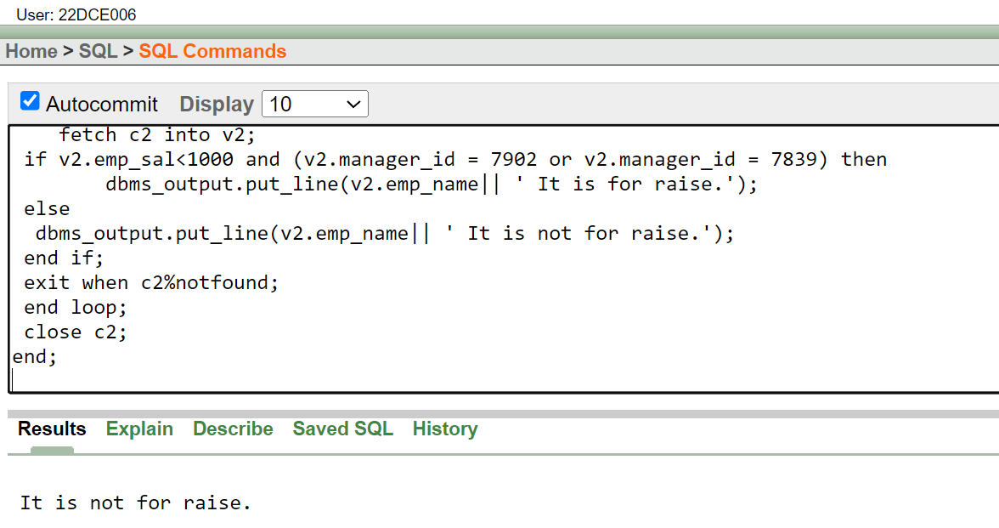 User: 22DCE006
Home > SQL > SQL Commands
Autocommit Display 10
fetch c2 into v2;
if v2.emp_sal<1000 and (v2.manager_id = 7902 or v2.manager_id = 7839) then
dbms_output.put_line(v2.emp_name|| ' It is for raise.');
else
dbms_output.put_line(v2.emp_name|| ' It is not for raise.');
end if;
exit when c2%notfound;
end loop;
close c2;
end;
Results Explain Describe Saved SQL History
It is not for raise.